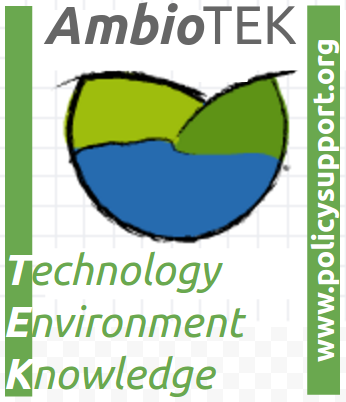 AmbioTEK
www.policysupport.org
Technology
Environment
Knowledge